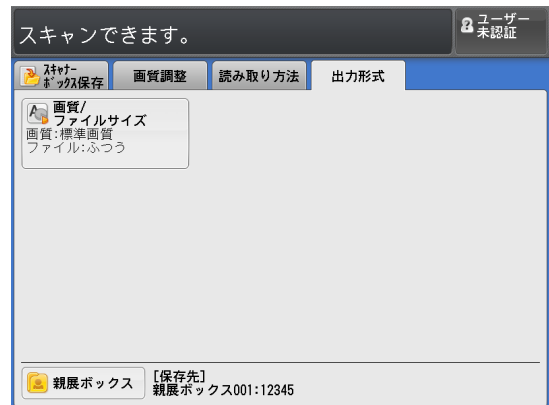 スキャンできます。
ユーザー
未認証
スキャナー
ボックス保存
画質調整
読み取り方法
出力形式
画質/
ファイルサイズ
画質:標準画質
ファイル:ふつう
親展ボックス
[保存先]
親展ボックス001:12345